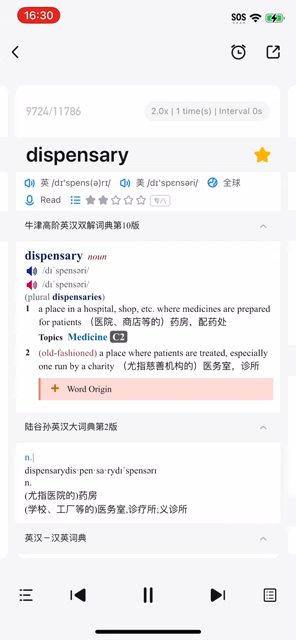 16:30
SOS
9724/11786
2.0x | 1 time(s) | Interval 0s
dispensary
英 /dɪ'spens(ə)rɪ/ 美 /dɪ'spɛnsəri/ 全球
Read 专八
牛津高阶英汉双解词典第10版
dispensary noun
/dɪˈspensəri/
/dɪˈspensəri/
(plural dispensaries)
1 a place in a hospital, shop, etc. where medicines are prepared
for patients （医院、商店等的）药房，配药处
Topics Medicine C2
2 (old-fashioned) a place where patients are treated, especially
one run by a charity （尤指慈善机构的）医务室，诊所
+ Word Origin
陆谷孙英汉大词典第2版
n.|
dispensarydis·pen·sa·rydɪˈspensərɪ
n.
(尤指医院的)药房
(学校、工厂等的)医务室,诊疗所;义诊所
英汉－汉英词典